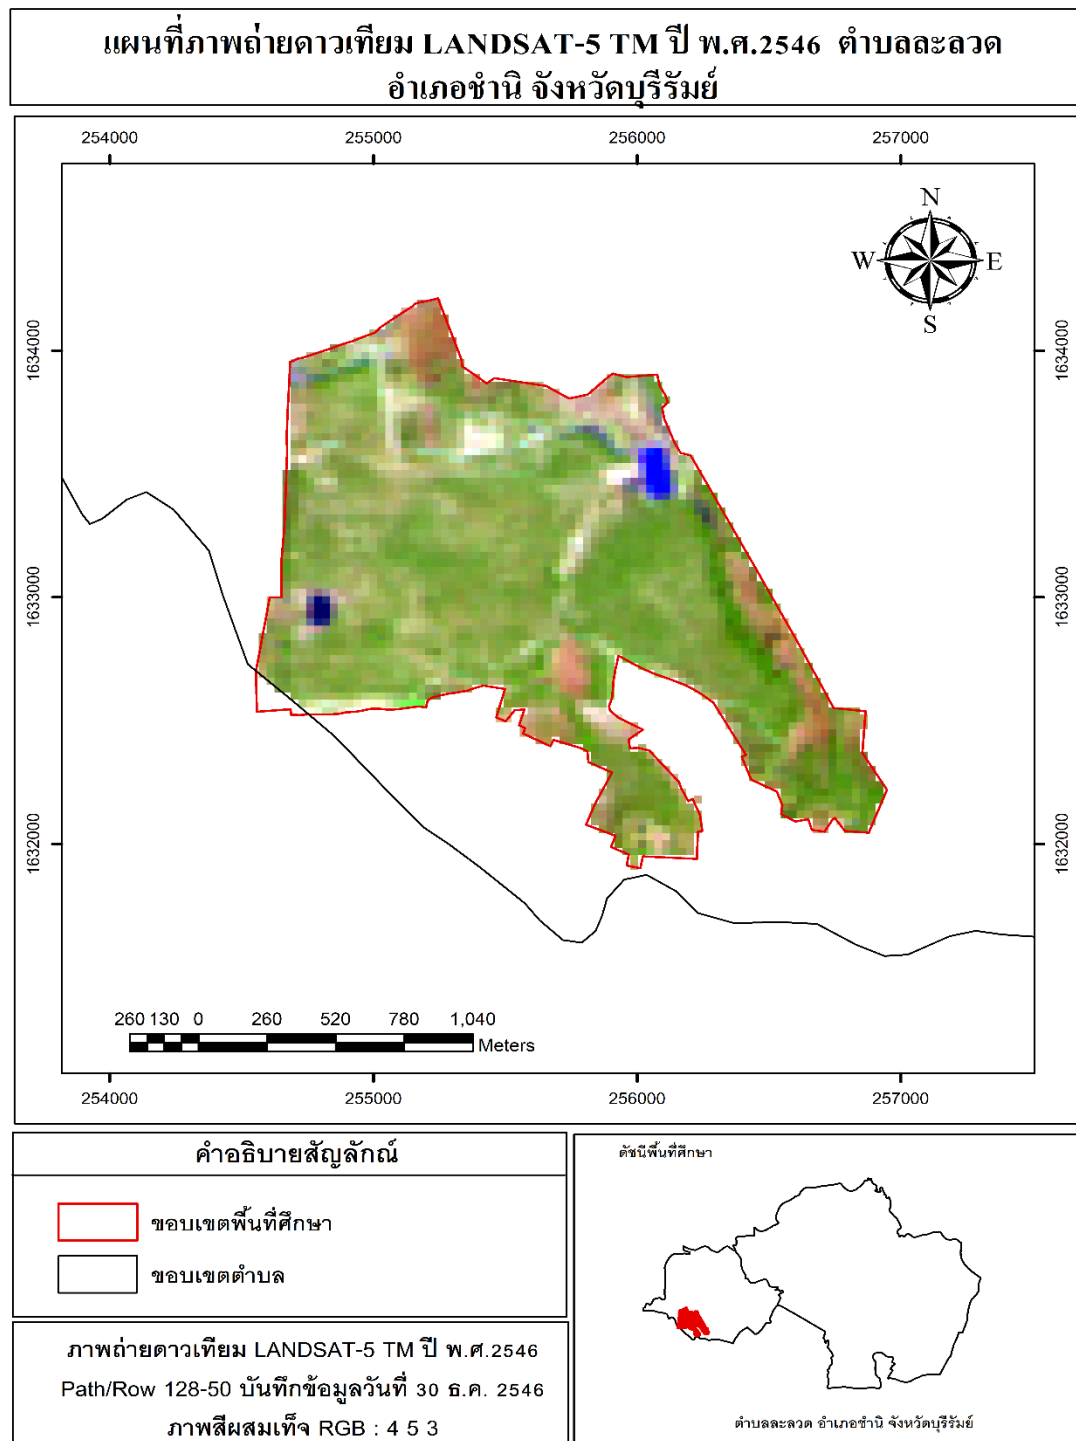 แผนที่ภาพถ่ายดาวเทียม LANDSAT-5 TM ปี พ.ศ.2546 ตำบลละลวด
อำเภอชำนิ จังหวัดบุรีรัมย์
254000 255000 256000 257000
N
W E
S
1634000 1634000
1633000 1633000
1632000 1632000
260 130 0 260 520 780 1,040
Meters
254000 255000 256000 257000
คำอธิบายสัญลักณ์
ขอบเขตพื้นที่ศึกษา
ขอบเขตตำบล
ภาพถ่ายดาวเทียม LANDSAT-5 TM ปี พ.ศ.2546
Path/Row 128-50 บันทึกข้อมูลวันที่ 30 ธ.ค. 2546
ภาพสีผสมเท็จ RGB : 4 5 3
ดัชนีพื้นที่ศึกษา
ตำบลละลวด อำเภอชำนิ จังหวัดบุรีรัมย์